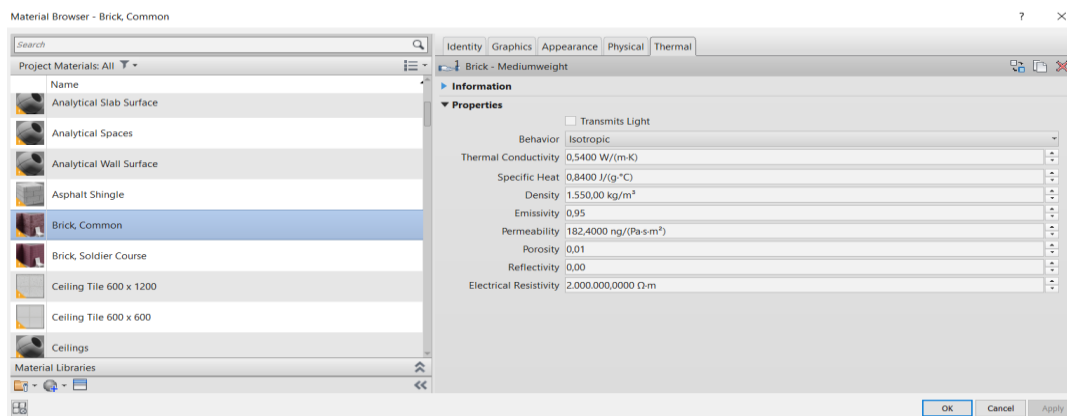 Material Browser - Brick, Common
?
Search
Project Materials: All
Name
Analytical Slab Surface
Analytical Spaces
Analytical Wall Surface
Asphalt Shingle
Brick, Common
Brick, Soldier Course
Ceiling Tile 600 x 1200
Ceiling Tile 600 x 600
Ceilings
Material Libraries
Identity Graphics Appearance Physical Thermal
Brick - Mediumweight
Information
Properties
Transmits Light
Behavior Isotropic
Thermal Conductivity 0,5400 W/(m·K)
Specific Heat 0,8400 J/(g·°C)
Density 1.550,00 kg/m³
Emissivity 0,95
Permeability 182,4000 ng/(Pa·s·m²)
Porosity 0,01
Reflectivity 0,00
Electrical Resistivity 2.000.000,0000 Ω·m
OK Cancel Apply